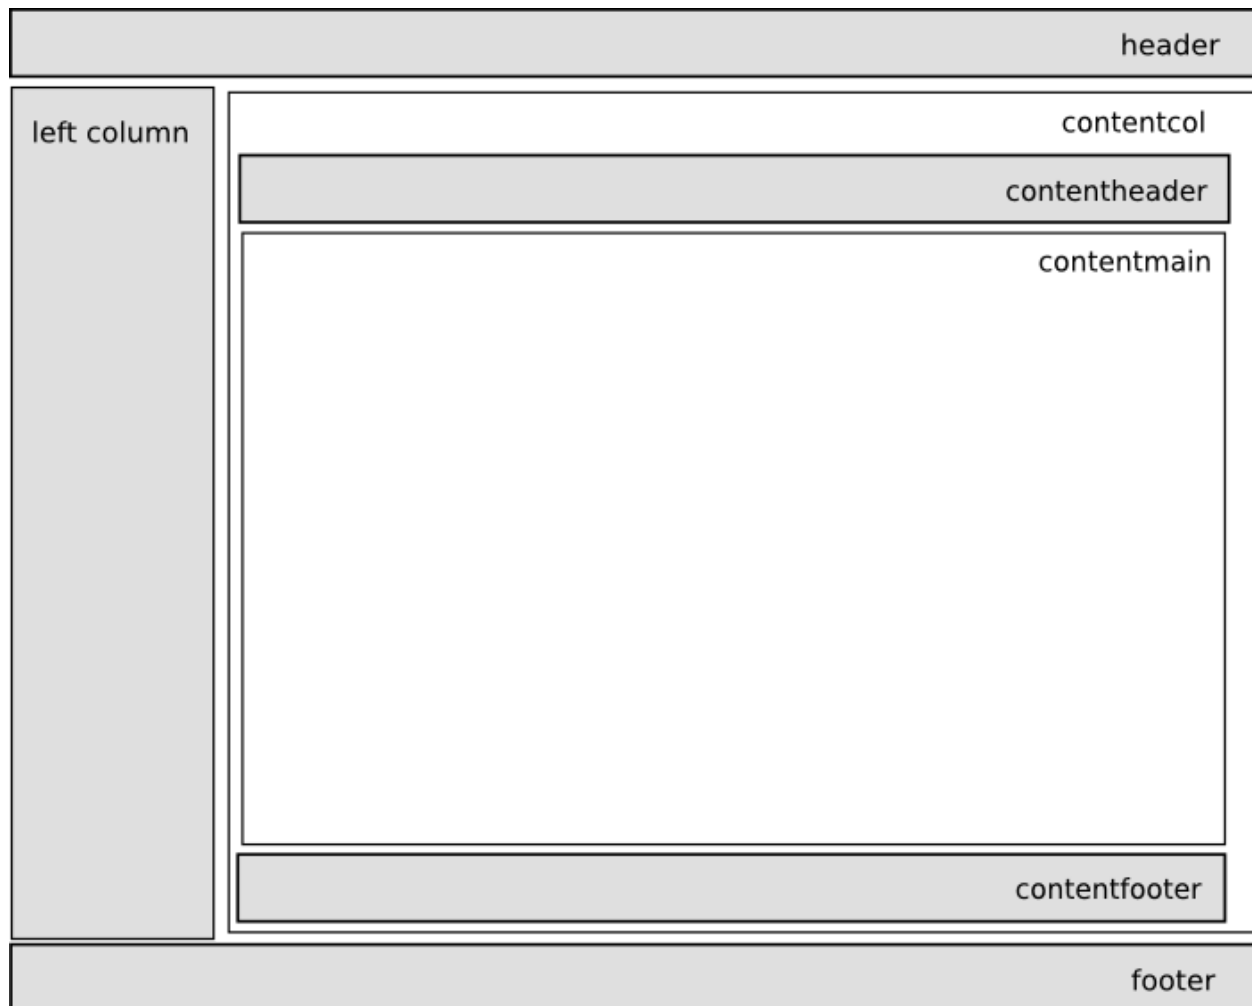 header
left column
contentcol
contentheader
contentmain
contentfooter
footer